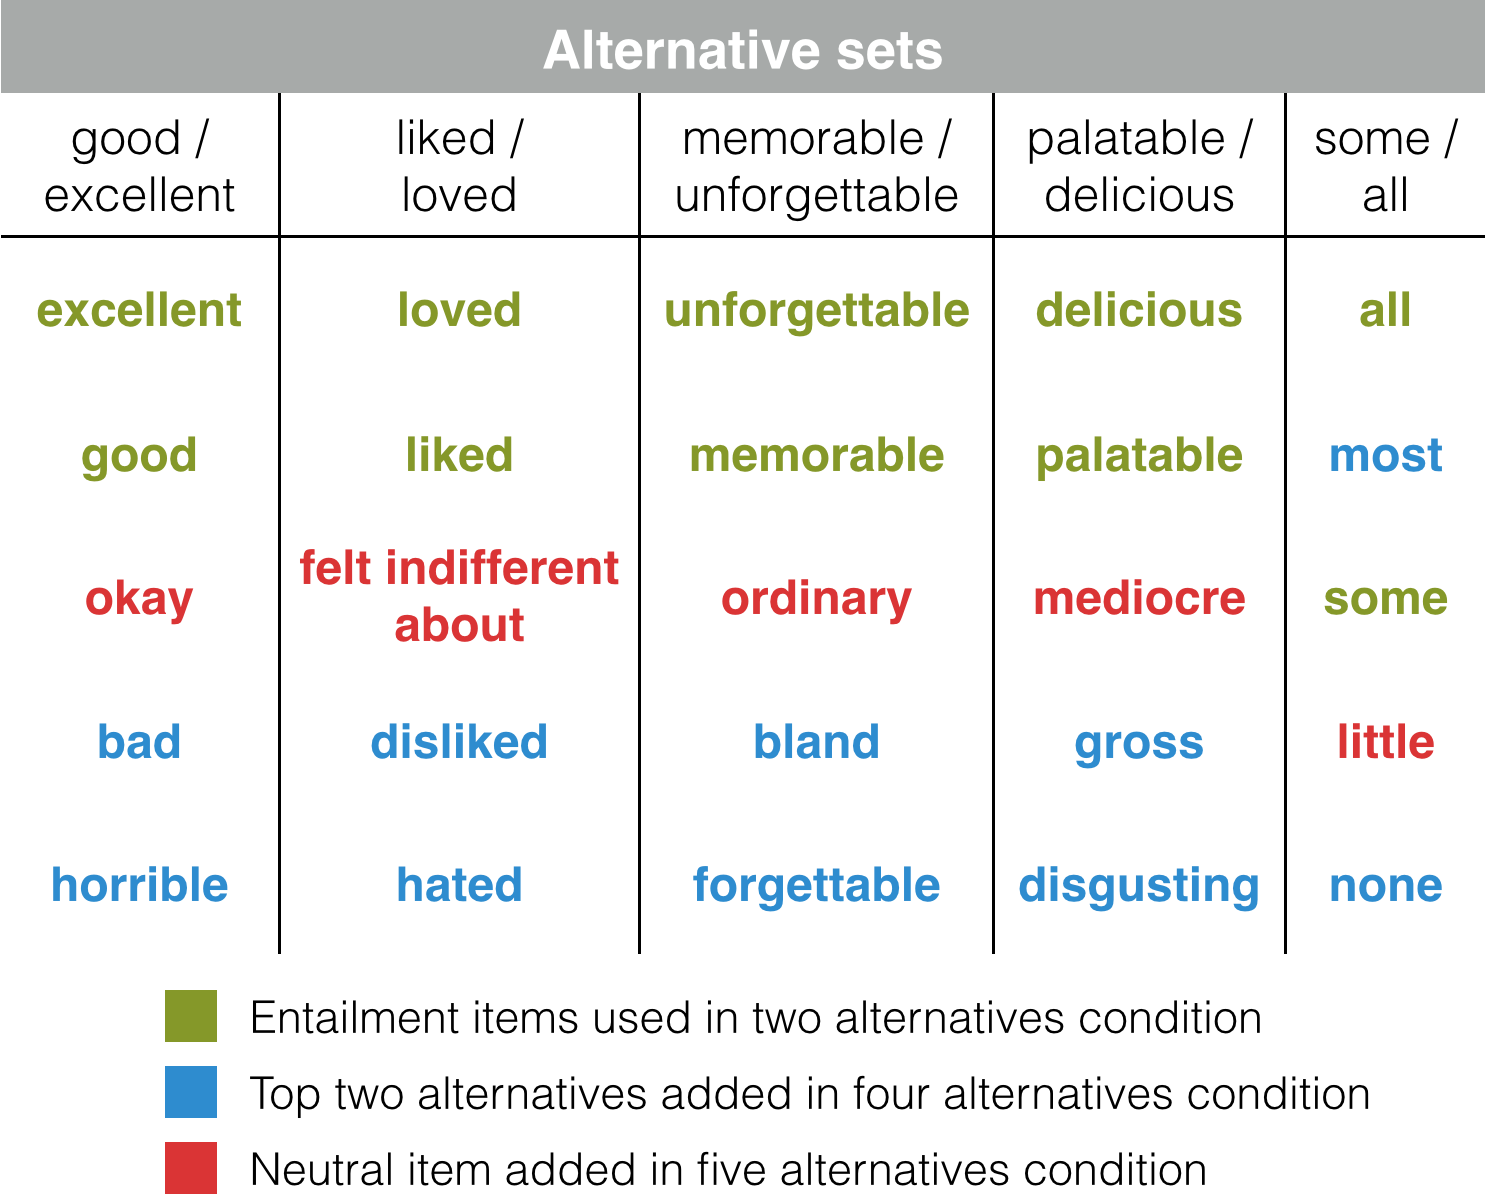 Alternative sets
good / liked / memorable / palatable / some /
excellent loved unforgettable delicious all
excellent loved unforgettable delicious all
good liked memorable palatable most
okay felt indifferent about ordinary mediocre some
bad disliked bland gross little
horrible hated forgettable disgusting none
Entailment items used in two alternatives condition
Top two alternatives added in four alternatives condition
Neutral item added in five alternatives condition